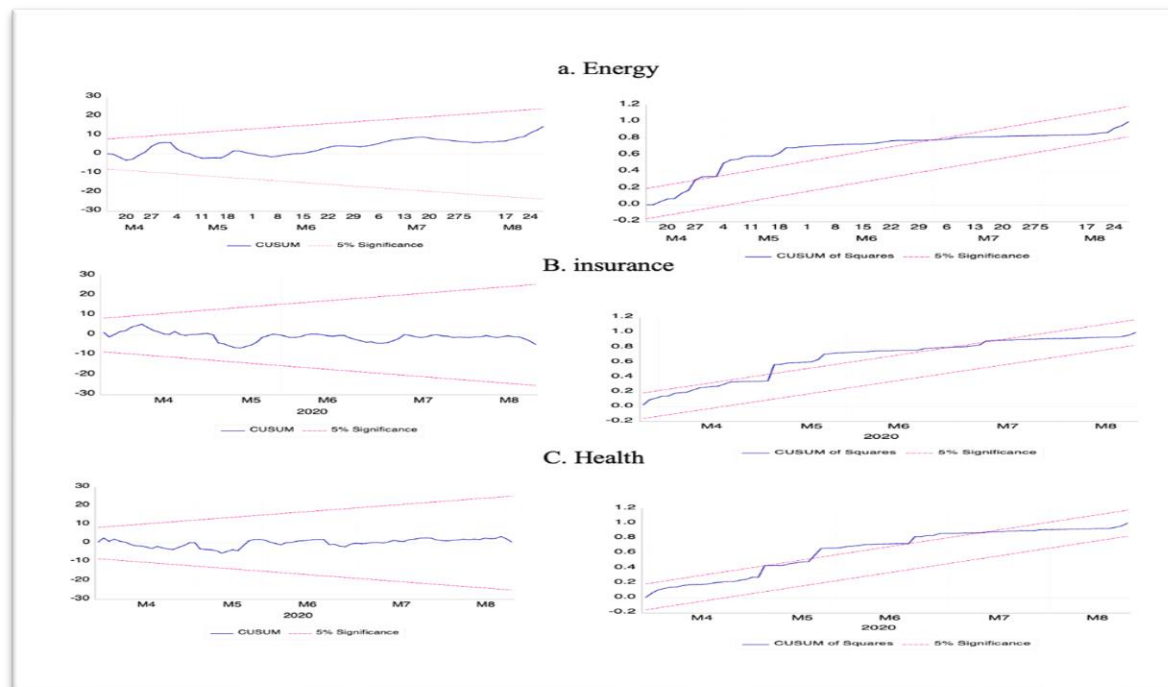 a. Energy
30
20
10
0
-10
-20
-30
20 27 4 11 18 1 8 15 22 29 6 13 20 275 17 24
M4 M5 M6 M7 M8
CUSUM 5% Significance
1.2
1.0
0.8
0.6
0.4
0.2
0.0
-0.2
20 27 4 11 18 1 8 15 22 29 6 13 20 275 17 24
M4 M5 M6 M7 M8
CUSUM of Squares 5% Significance
B. insurance
30
20
10
0
-10
-20
-30
M4 M5 M6 M7 M8
2020
CUSUM 5% Significance
1.2
1.0
0.8
0.6
0.4
0.2
0.0
-0.2
M4 M5 M6 M7 M8
2020
CUSUM of Squares 5% Significance
C. Health
30
20
10
0
-10
-20
-30
M4 M5 M6 M7 M8
2020
CUSUM 5% Significance
1.2
1.0
0.8
0.6
0.4
0.2
0.0
-0.2
M4 M5 M6 M7 M8
2020
CUSUM of Squares 5% Significance